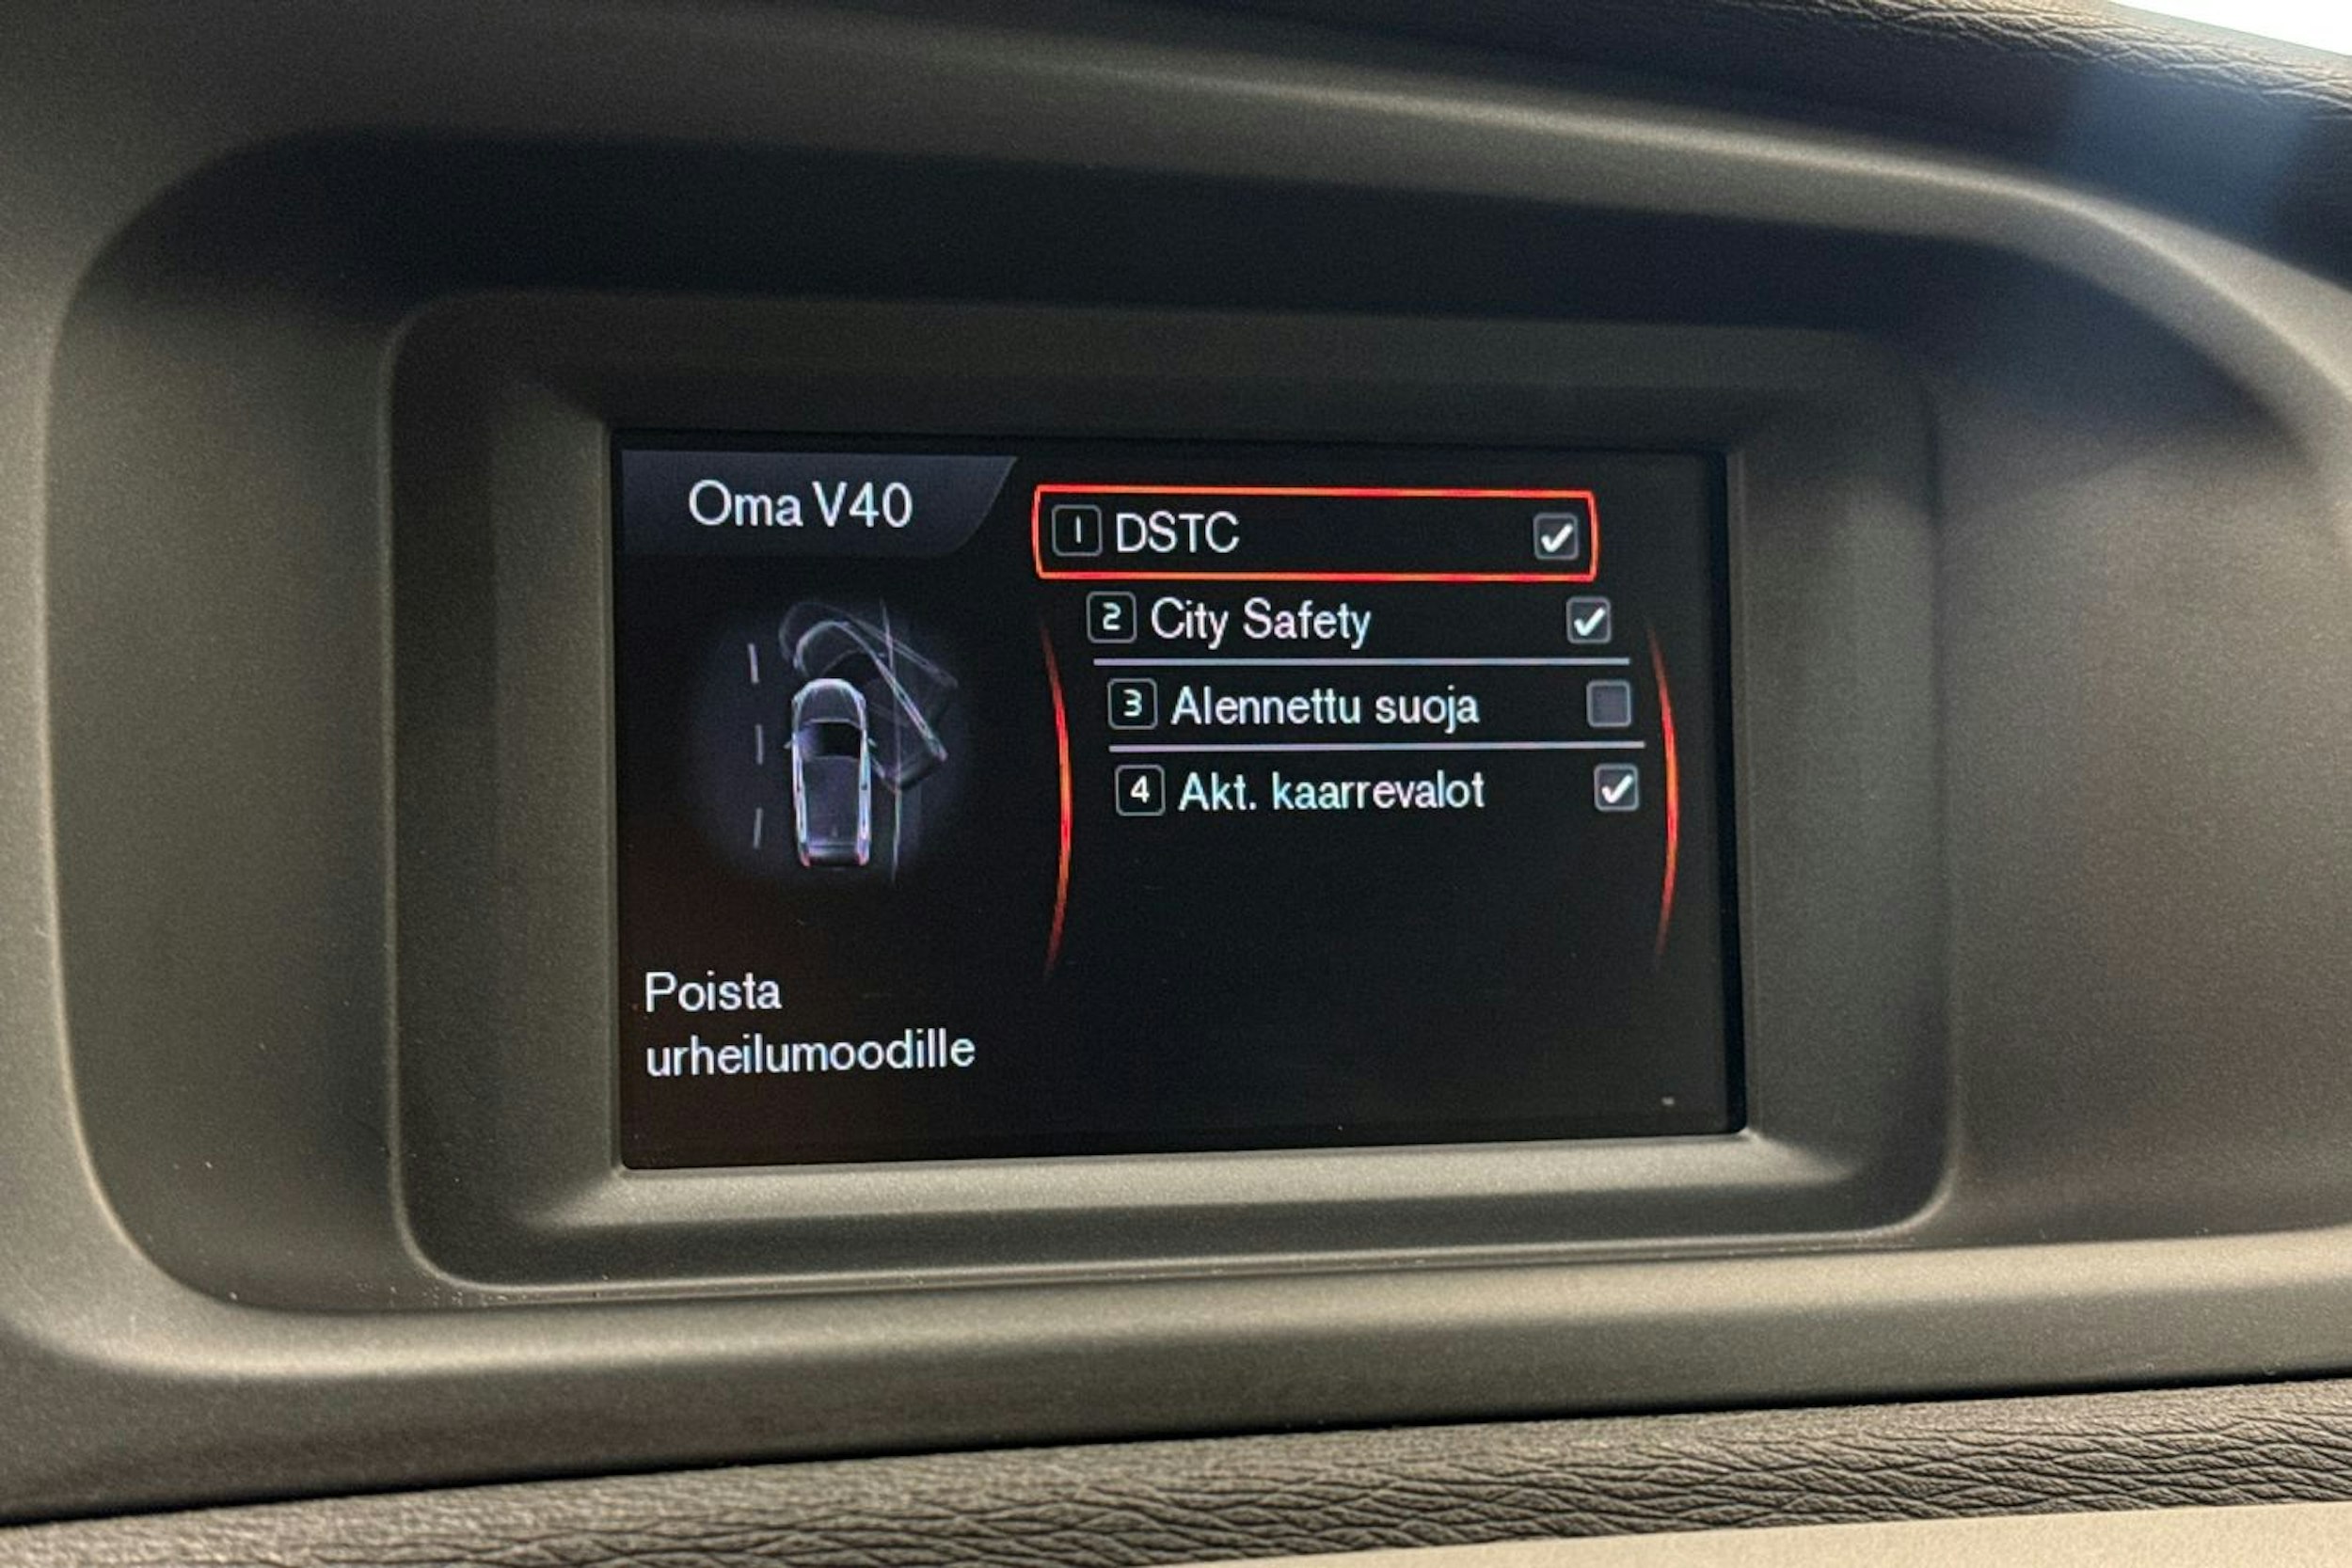 Oma V40
1 DSTC
2 City Safety
3 Alennettu suoja
4 Akt. kaarrevalot
Poista
urheilumoodille